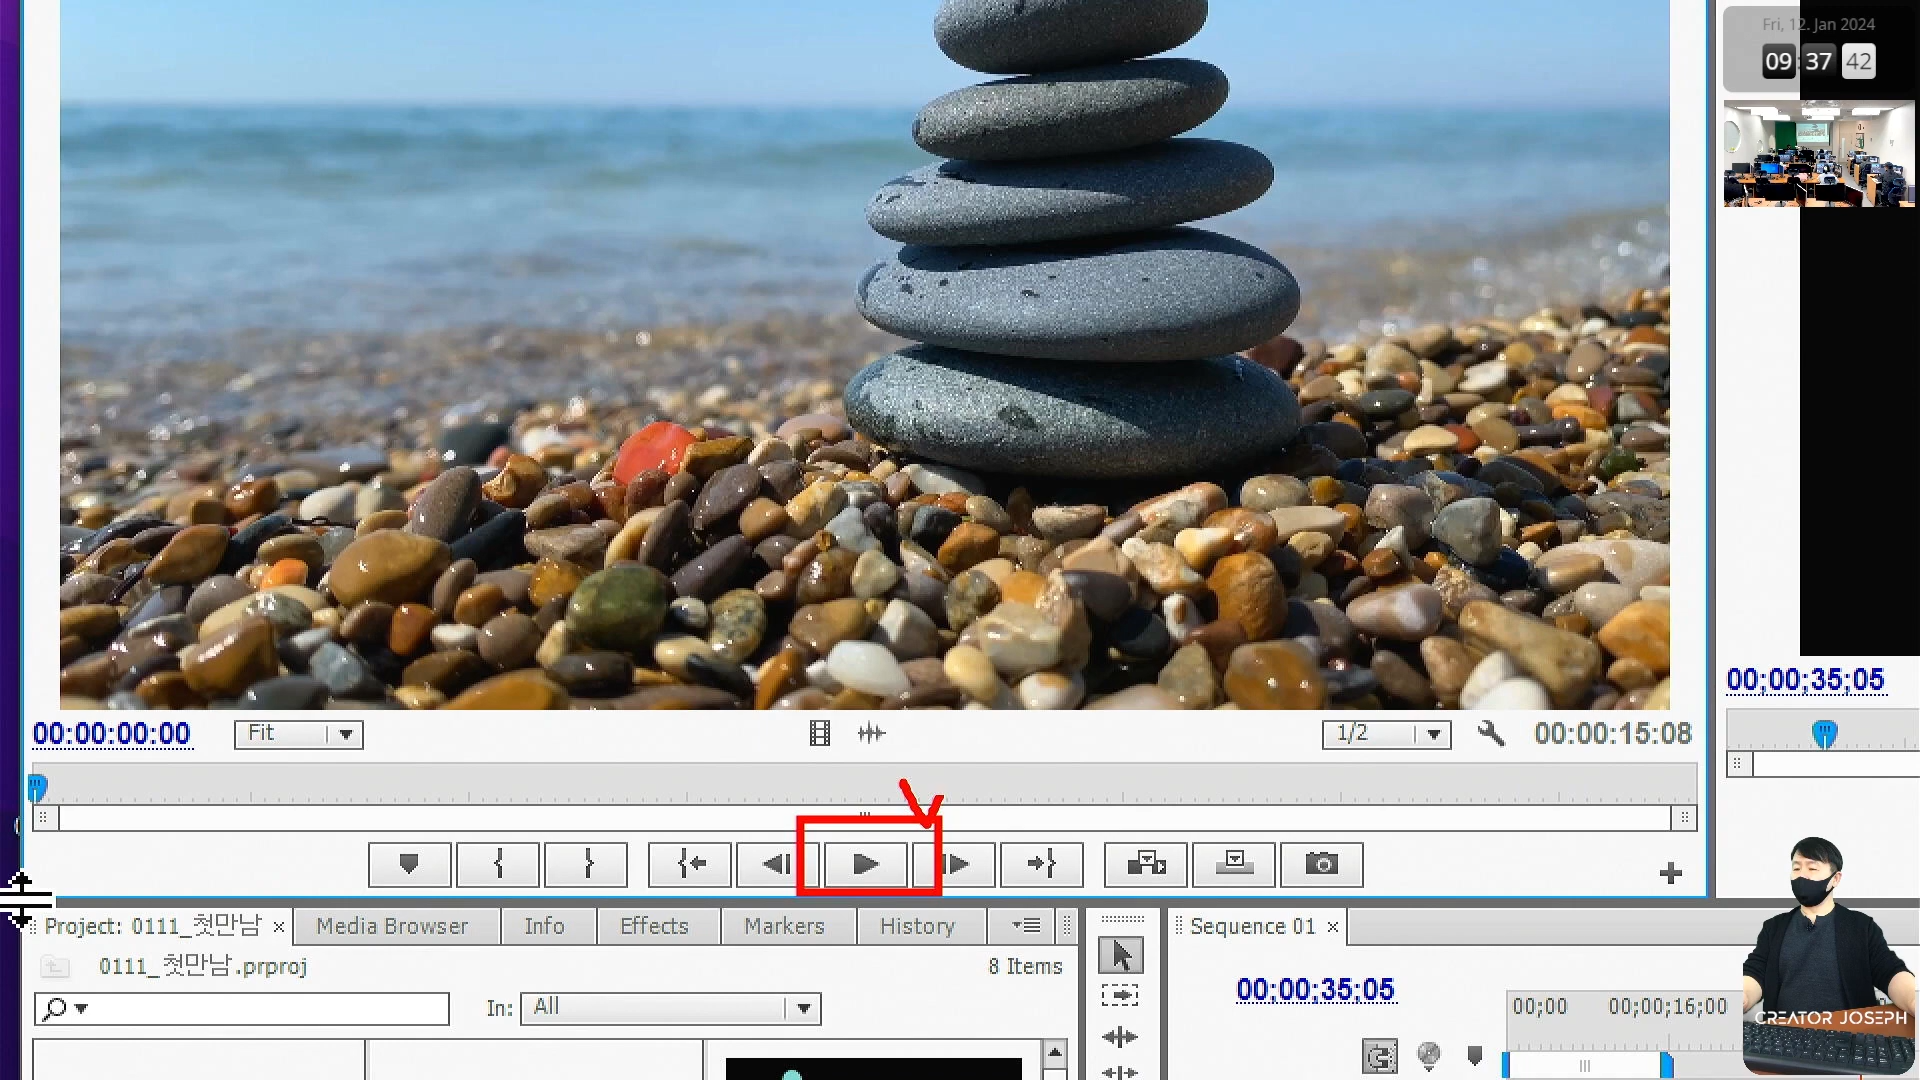 Fri, 12. Jan 2024
09 37 42
00;00;35;05
00:00:00:00
Fit
1/2
00:00:15:08
Project: 0111_첫만남 ×
Media Browser
Info
Effects
Markers
History
Sequence 01 ×
0111_첫만남.prproj
8 Items
In: All
00;00;35;05
00;00
00;00;16;00
CREATOR JOSEPH